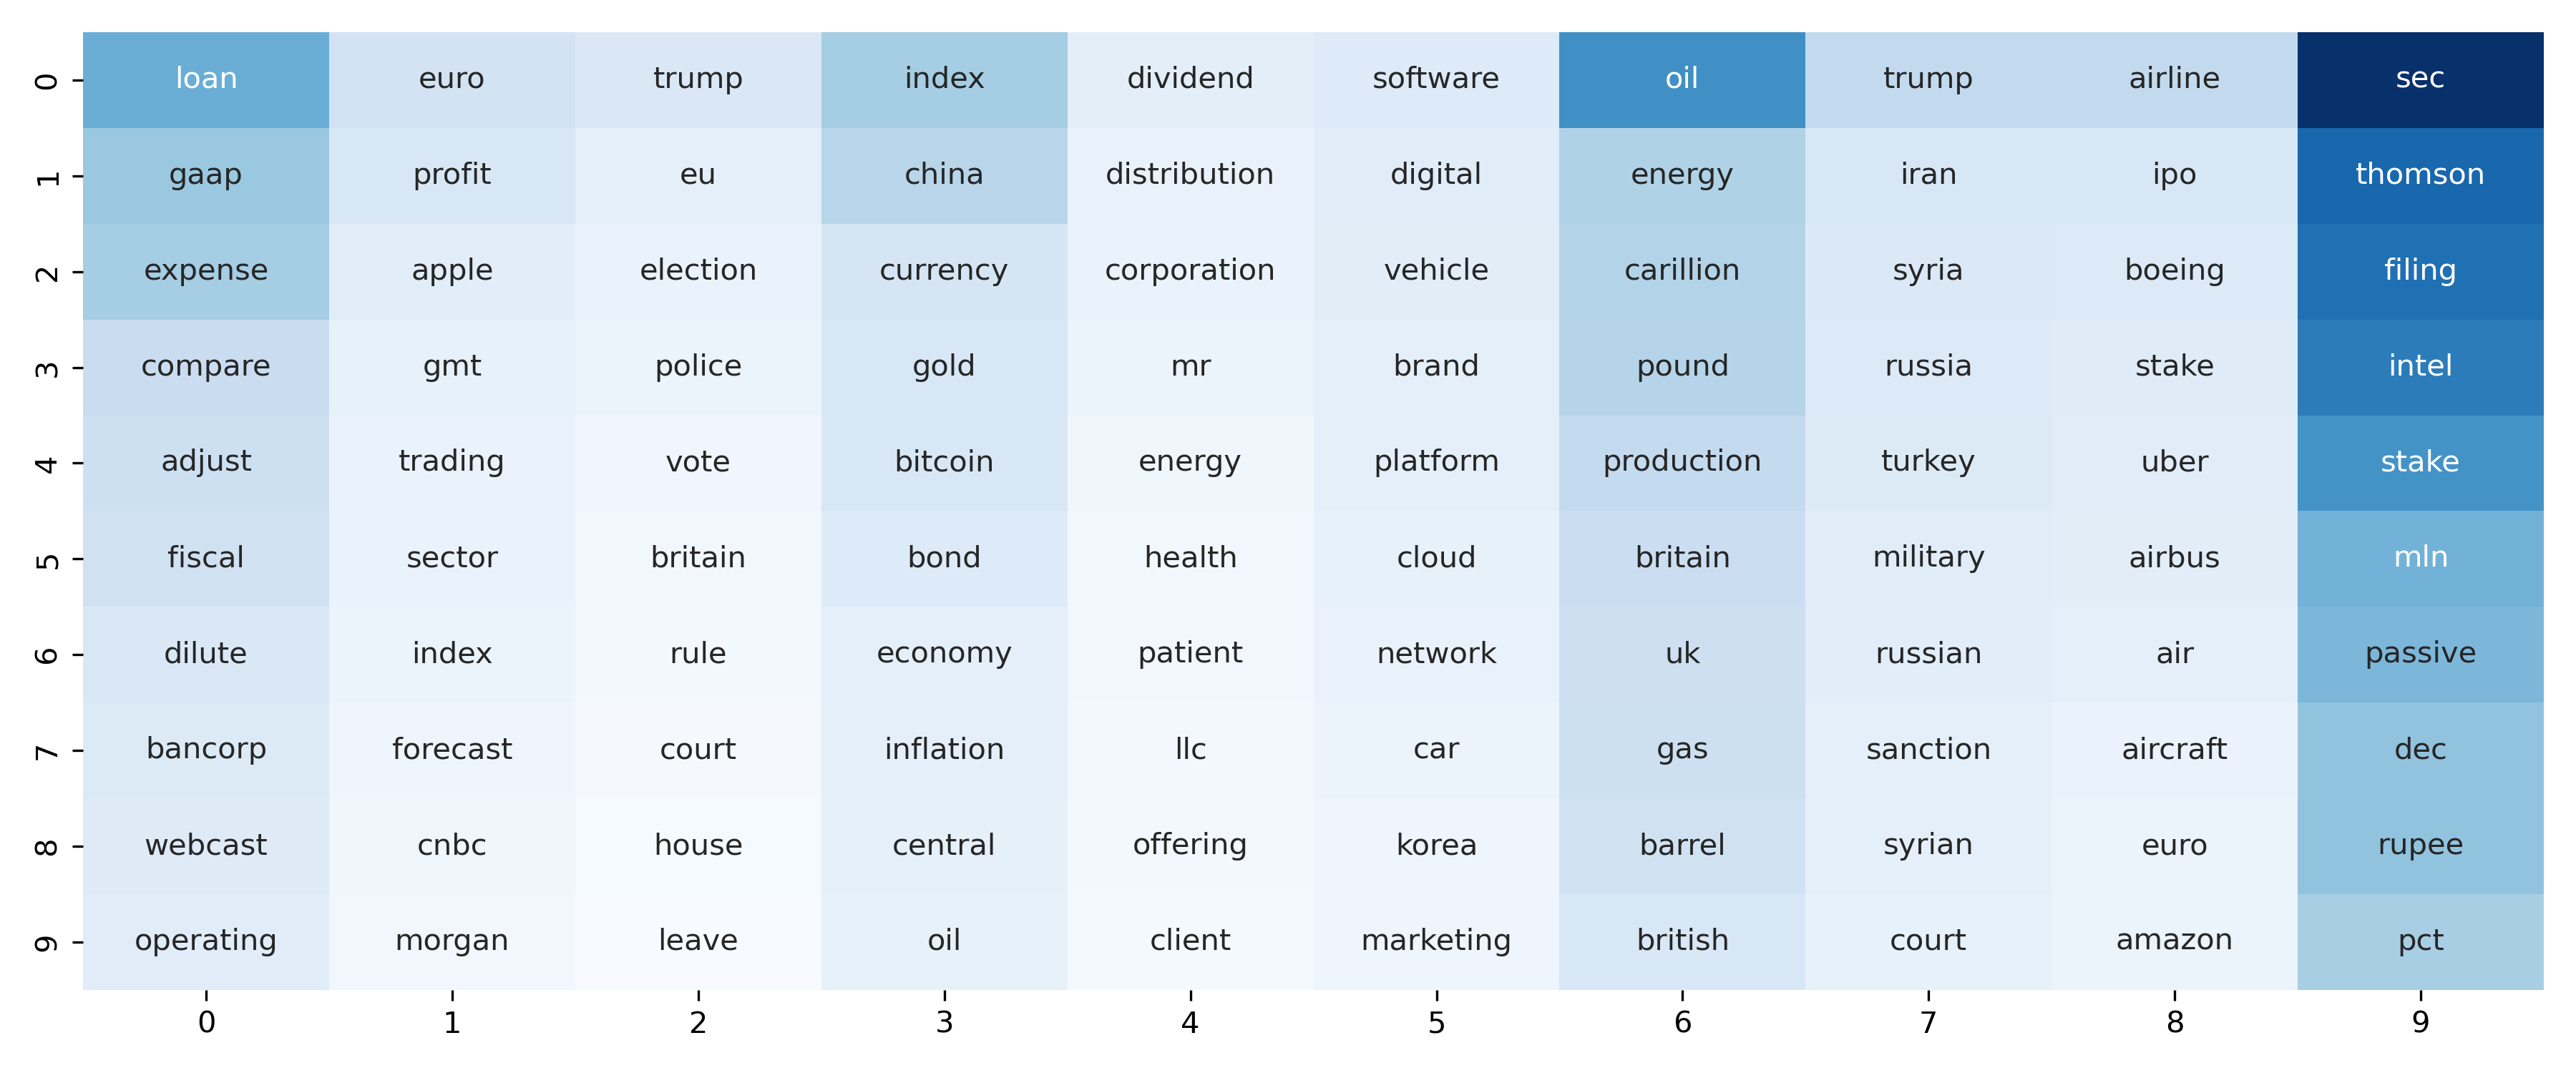 0 loan euro trump index dividend software oil trump airline sec
1 gaap profit eu china distribution digital energy iran ipo thomson
2 expense apple election currency corporation vehicle carillion syria boeing filing
3 compare gmt police gold mr brand pound russia stake intel
4 adjust trading vote bitcoin energy platform production turkey uber stake
5 fiscal sector britain bond health cloud britain military airbus mln
6 dilute index rule economy patient network uk russian air passive
7 bancorp forecast court inflation llc car gas sanction aircraft dec
8 webcast cnbc house central offering korea barrel syrian euro rupee
9 operating morgan leave oil client marketing british court amazon pct
0 1 2 3 4 5 6 7 8 9